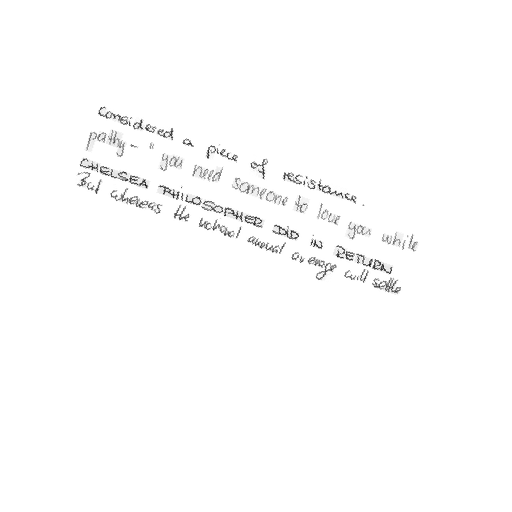 considered a piece of resistance.
pathy - " you need someone to love you while
CHELSEA PHILOSOPHER DID in RETURN
But whereas the national annual average will settle